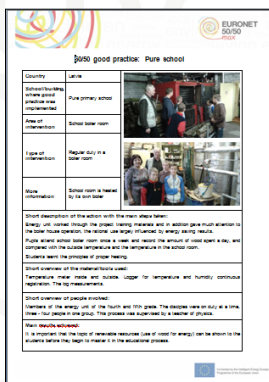 EURONET
50/50
max
50/50 good practice: Pure school
Country
Latvia
School/building,
where good
practice was
implemented
Pure primary school
Area of
intervention
School boiler room
Type of
intervention
Regular duty in a
boiler room
More
information
School room is heated
by its own boiler
Short description of the action with the main steps taken:
Energy unit worked through the project training materials and in addition gave much attention to
the boiler house operation, the rational use largely influenced by energy saving results.
Pupils attend school boiler room once a week and record the amount of wood spent a day, and
compared with the outside temperature and the temperature in the school room.
Students learnt the principles of proper heating.
Short overview of the material/tools used:
Temperature meter inside and outside. Logger for temperature and humidity continuous
registration. The log measurements.
Short overview of people involved:
Members of the energy unit of the fourth and fifth grade. The disciples were on duty at a time,
three - four people in one group. This process was supervised by a teacher of physics.
Main results achieved:
It is important that the topic of renewable resources (use of wood for energy) can be shown to the
students before they begin to master it in the educational process.